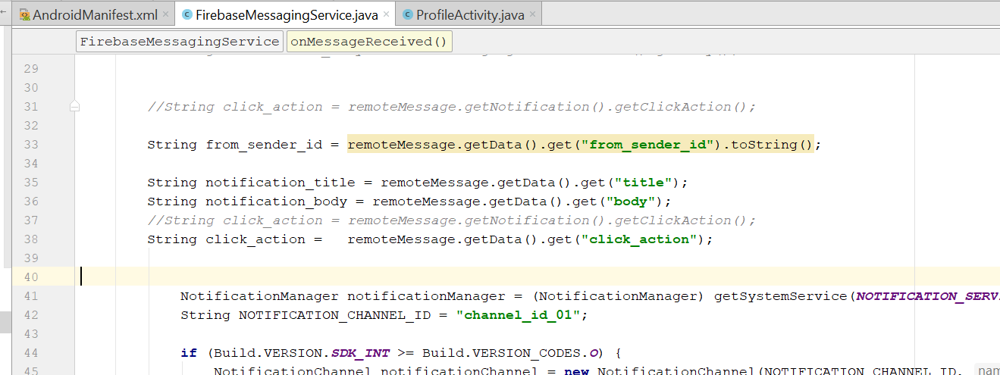 AndroidManifest.xml × FirebaseMessagingService.java × ProfileActivity.java ×
FirebaseMessagingService onMessageReceived()
29
30
31 //String click_action = remoteMessage.getNotification().getClickAction();
32
33 String from_sender_id = remoteMessage.getData().get("from_sender_id").toString();
34
35 String notification_title = remoteMessage.getData().get("title");
36 String notification_body = remoteMessage.getData().get("body");
37 //String click_action = remoteMessage.getNotification().getClickAction();
38 String click_action =   remoteMessage.getData().get("click_action");
39
40
41 NotificationManager notificationManager = (NotificationManager) getSystemService(NOTIFICATION_SERV
42 String NOTIFICATION_CHANNEL_ID = "channel_id_01";
43
44 if (Build.VERSION.SDK_INT >= Build.VERSION_CODES.O) {
45 NotificationChannel notificationChannel = new NotificationChannel(NOTIFICATION_CHANNEL_ID, nam